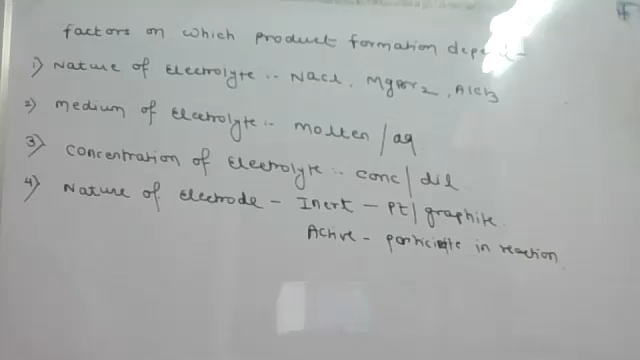 factors on which product formation depe
1) Nature of Electrolyte :- NaCl, MgBr2, AlCl3
2) medium of Electrolyte :- molten / aq
3) Concentration of Electrolyte :- conc / dil
4) Nature of Electrode - Inert - Pt / graphite.
Active - participate in reaction